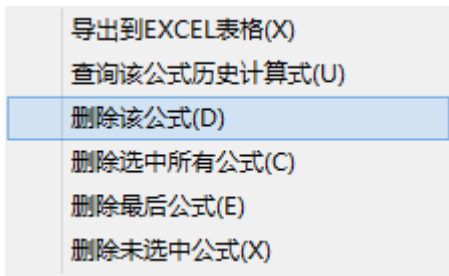 导出到EXCEL表格(X)
查询该公式历史计算式(U)
删除该公式(D)
删除选中所有公式(C)
删除最后公式(E)
删除未选中公式(X)